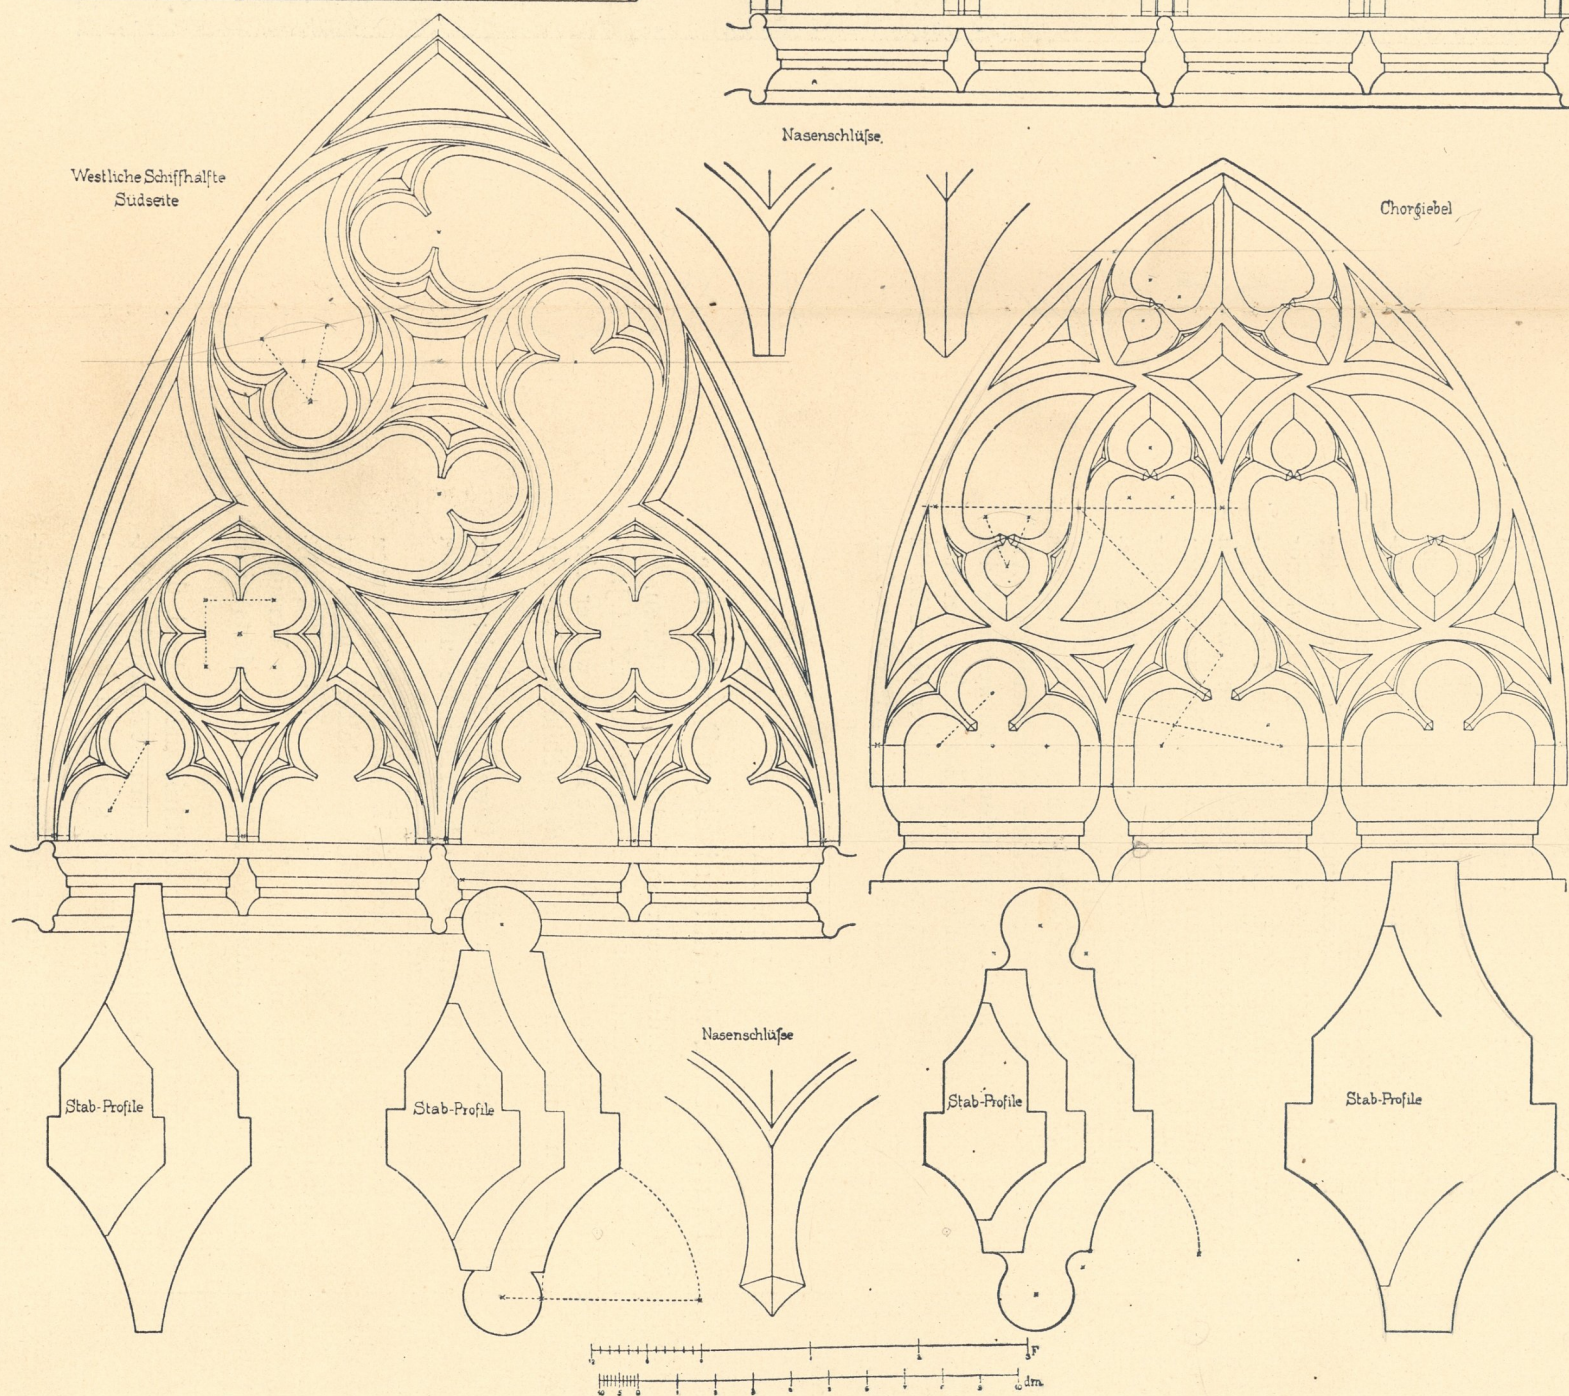 Nasenschlüſse.
Westliche Schiffhälfte
Südseite
Chorgiebel
Nasenschlüſse
Stab-Profile
Stab-Profile
Stab-Profile
Stab-Profile
F
dm